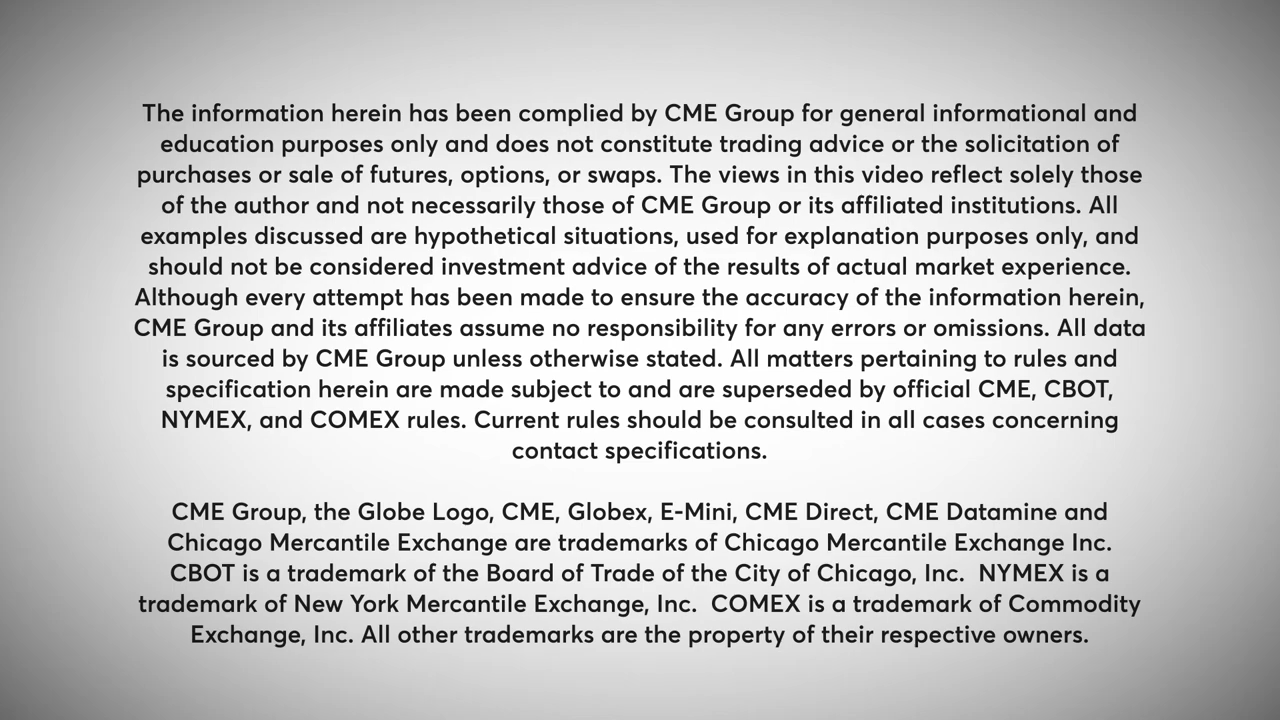 The information herein has been complied by CME Group for general informational and
education purposes only and does not constitute trading advice or the solicitation of
purchases or sale of futures, options, or swaps. The views in this video reflect solely those
of the author and not necessarily those of CME Group or its affiliated institutions. All
examples discussed are hypothetical situations, used for explanation purposes only, and
should not be considered investment advice of the results of actual market experience.
Although every attempt has been made to ensure the accuracy of the information herein,
CME Group and its affiliates assume no responsibility for any errors or omissions. All data
is sourced by CME Group unless otherwise stated. All matters pertaining to rules and
specification herein are made subject to and are superseded by official CME, CBOT,
NYMEX, and COMEX rules. Current rules should be consulted in all cases concerning
contact specifications.
CME Group, the Globe Logo, CME, Globex, E-Mini, CME Direct, CME Datamine and
Chicago Mercantile Exchange are trademarks of Chicago Mercantile Exchange Inc.
CBOT is a trademark of the Board of Trade of the City of Chicago, Inc.  NYMEX is a
trademark of New York Mercantile Exchange, Inc.  COMEX is a trademark of Commodity
Exchange, Inc. All other trademarks are the property of their respective owners.